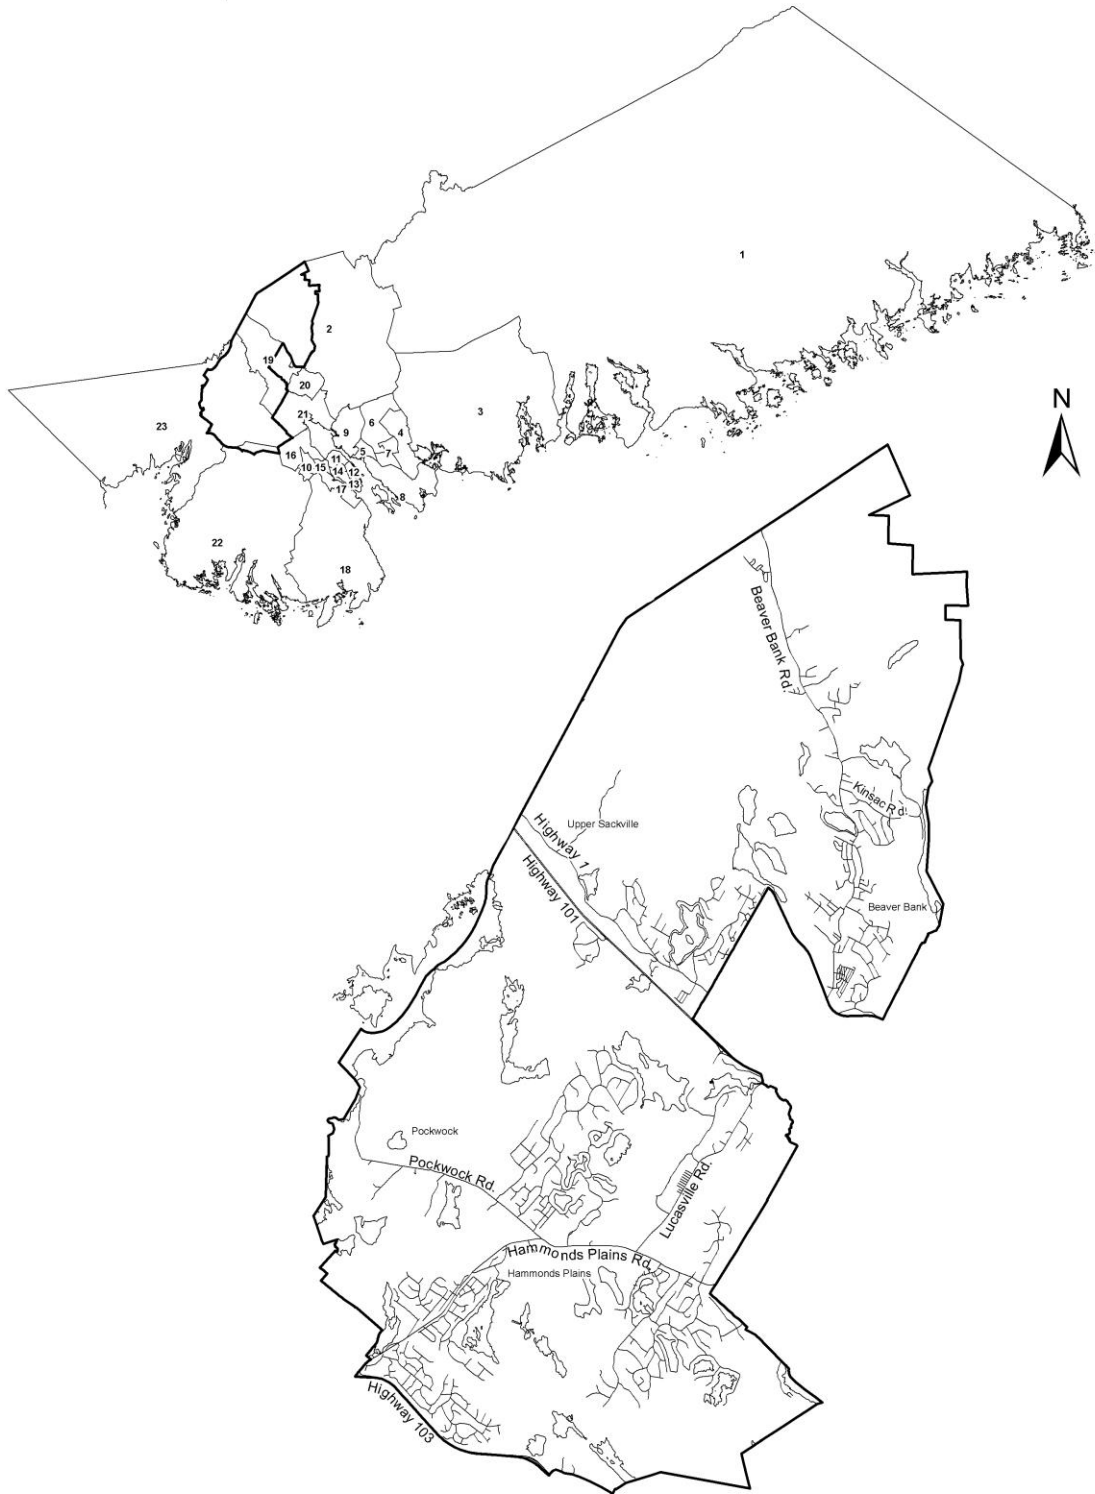 1
2
19
20
3
23
21
6
4
9
5
7
16
11
10
15
14
12
13
17
8
22
18
N
Beaver Bank Rd.
Kinsac Rd.
Upper Sackville
Highway 1
Highway 101
Beaver Bank
Pockwock
Pockwock Rd.
Lucasville Rd.
Hammonds Plains Rd.
Hammonds Plains
Highway 103